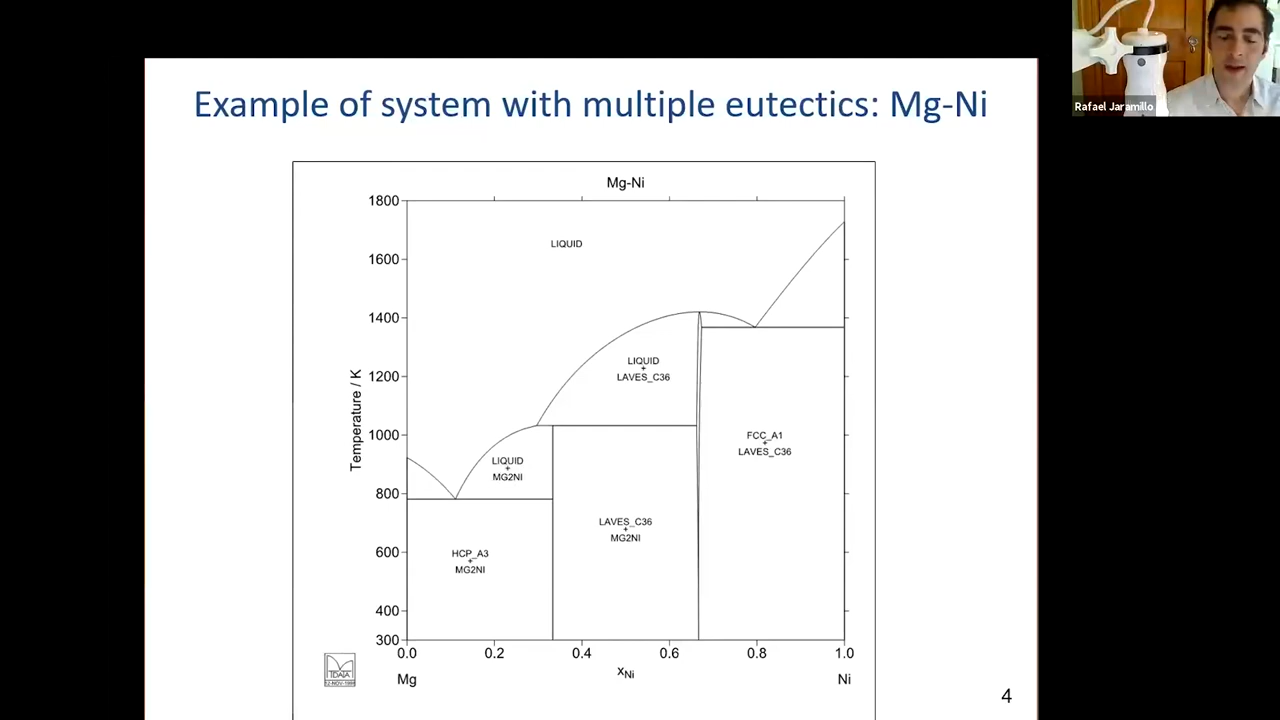 Rafael Jaramillo
Example of system with multiple eutectics: Mg-Ni
Mg-Ni
1800
1600
1400
1200
1000
800
600
400
300
Temperature / K
LIQUID
LIQUID
+
LAVES_C36
FCC_A1
+
LAVES_C36
LIQUID
+
MG2NI
LAVES_C36
+
MG2NI
HCP_A3
+
MG2NI
0.0
0.2
0.4
0.6
0.8
1.0
xNi
Mg
Ni
4